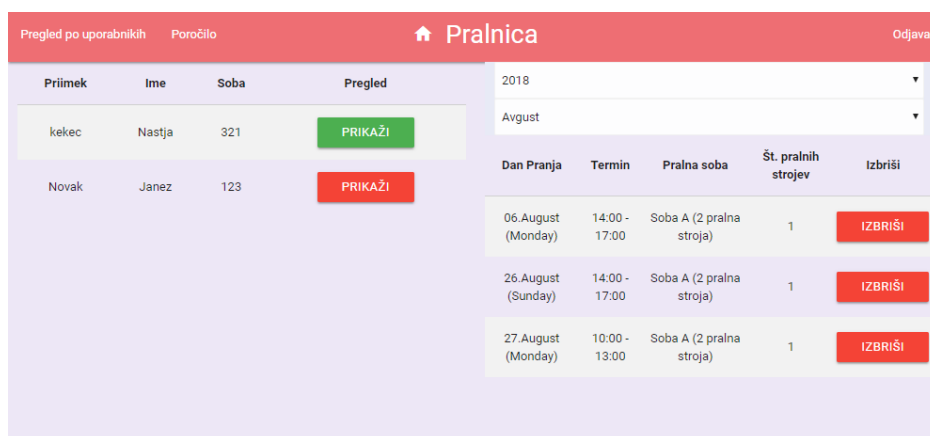 Pregled po uporabnikih Poročilo Pralnica Odjava
Priimek Ime Soba Pregled
kekec Nastja 321 PRIKAŽI
Novak Janez 123 PRIKAŽI
2018
Avgust
Dan Pranja Termin Pralna soba Št. pralnih strojev Izbriši
06.August (Monday) 14:00 - 17:00 Soba A (2 pralna stroja) 1 IZBRIŠI
26.August (Sunday) 14:00 - 17:00 Soba A (2 pralna stroja) 1 IZBRIŠI
27.August (Monday) 10:00 - 13:00 Soba A (2 pralna stroja) 1 IZBRIŠI